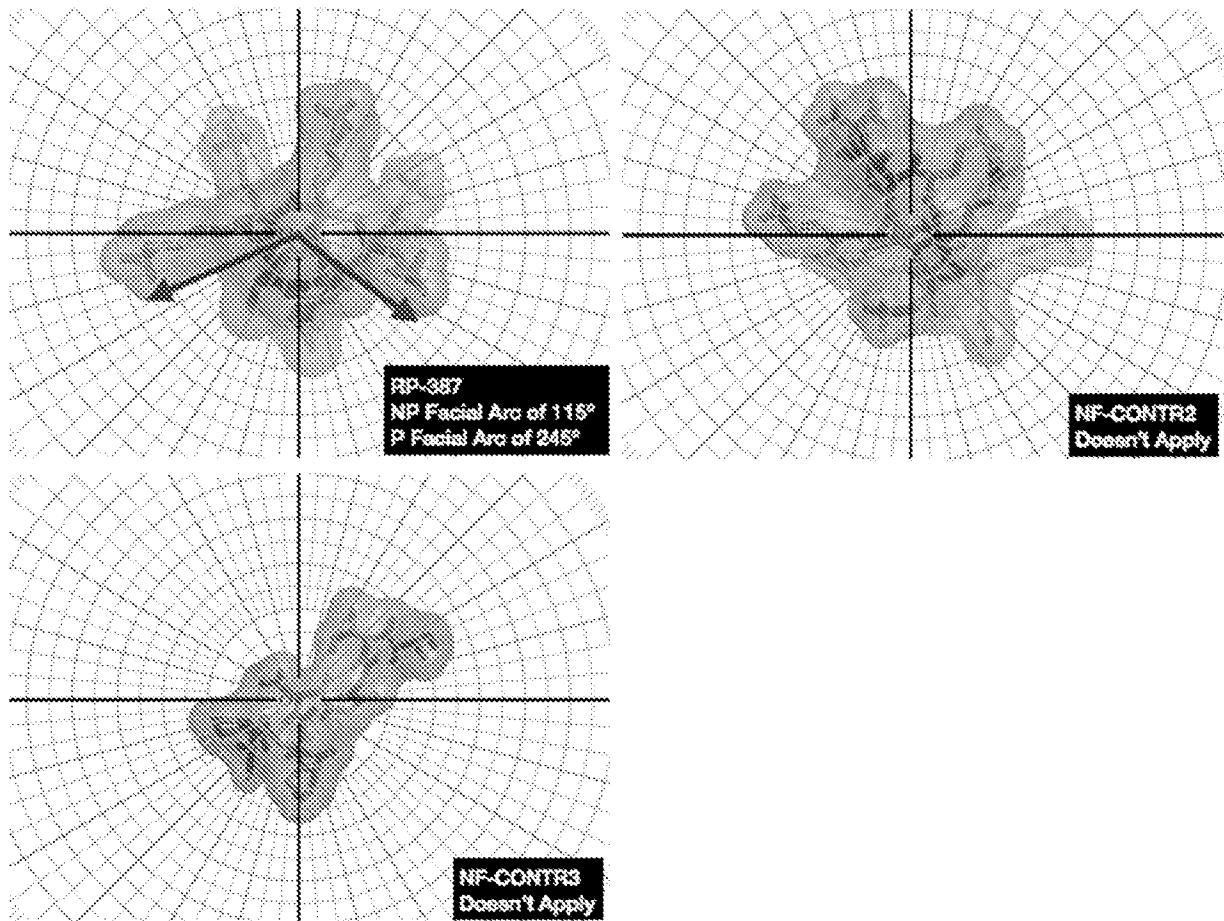 RP-387
NP Facial Arc of 115°
P Facial Arc of 245°
NF-CONTR2
Doesn't Apply
NF-CONTR3
Doesn't Apply